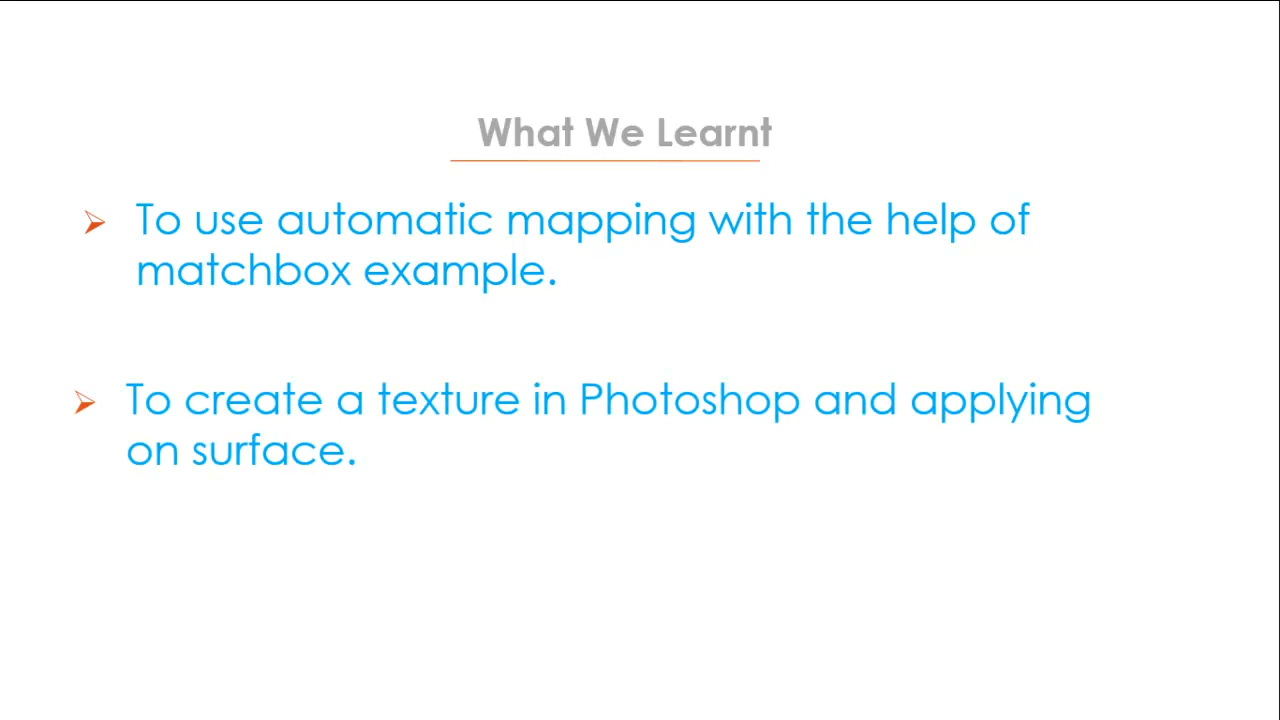 What We Learnt
To use automatic mapping with the help of
matchbox example.
To create a texture in Photoshop and applying
on surface.